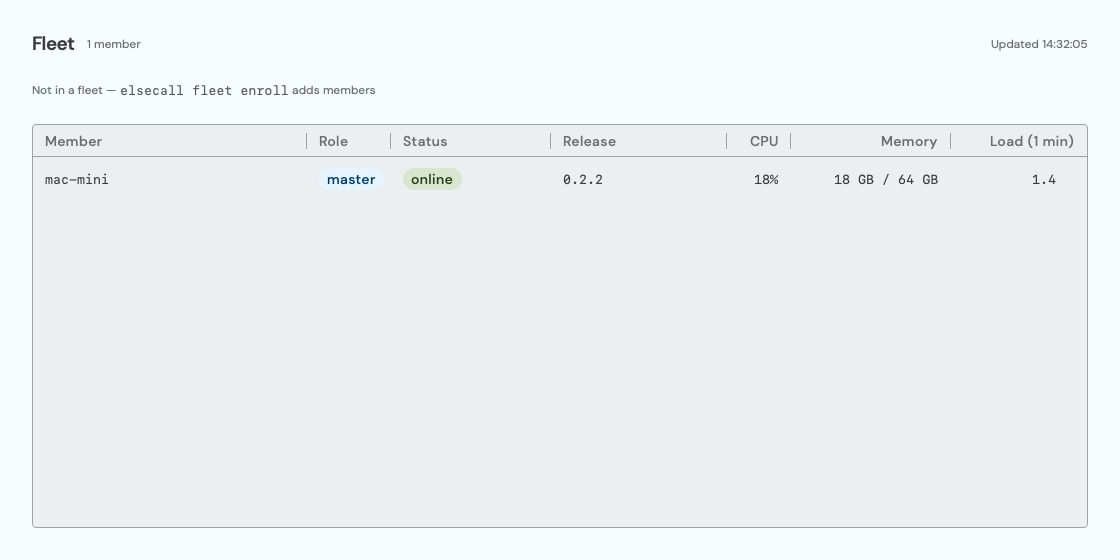 Fleet 1 member Updated 14:32:05
Not in a fleet — elsecall fleet enroll adds members
Member Role Status Release CPU Memory Load (1 min)
mac-mini master online 0.2.2 18% 18 GB / 64 GB 1.4